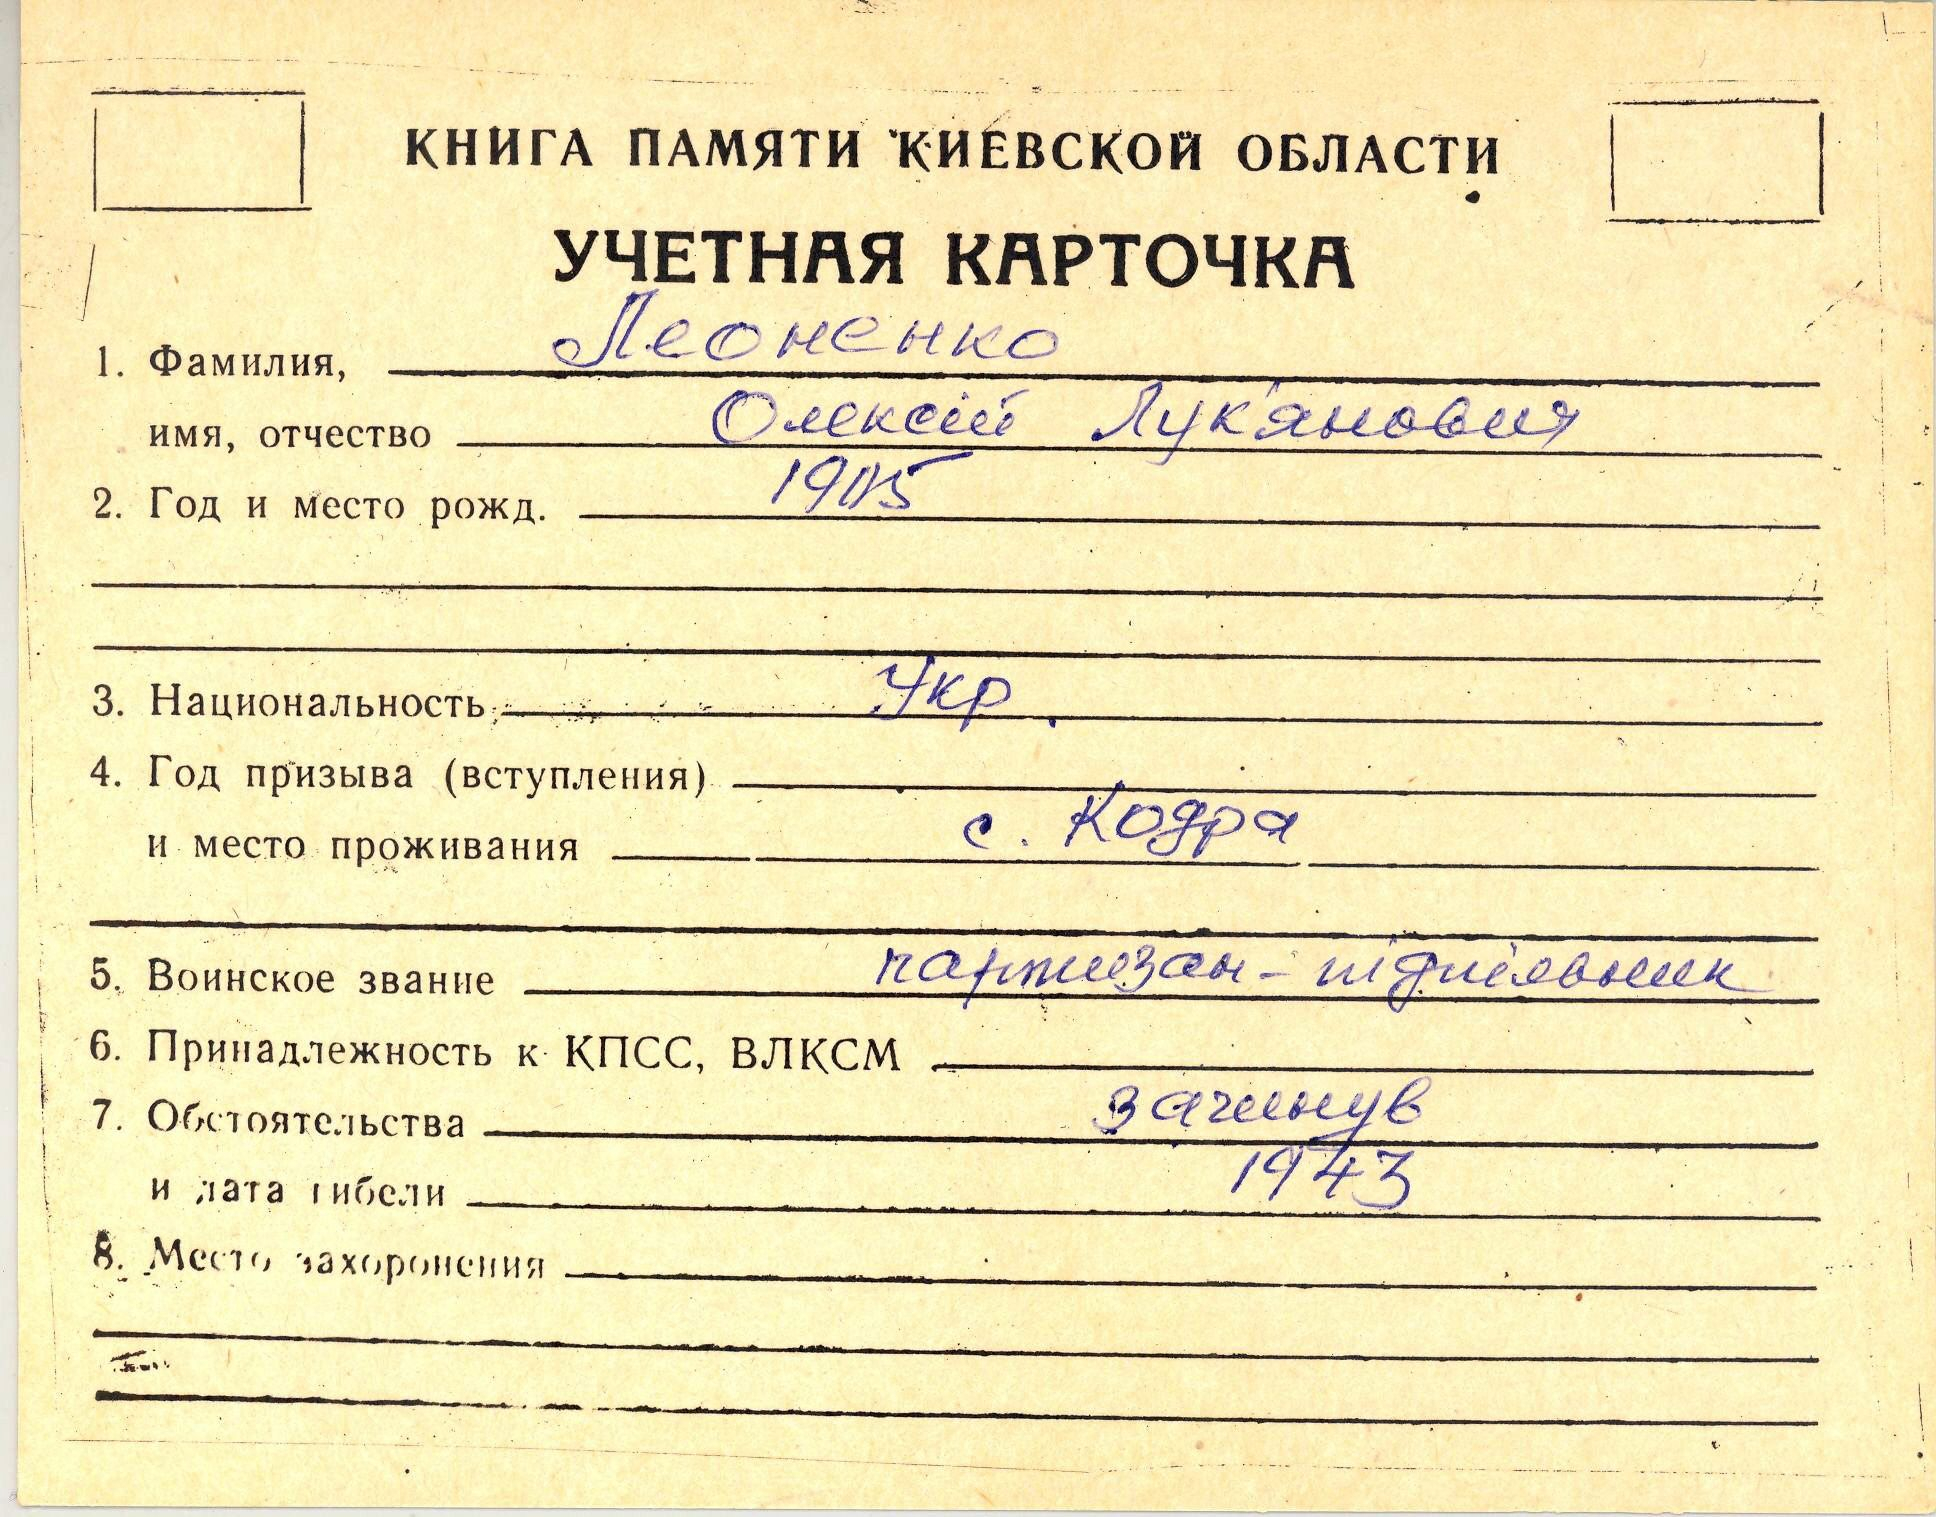 КНИГА ПАМЯТИ КИЕВСКОЙ ОБЛАСТИ
УЧЕТНАЯ КАРТОЧКА
1. Фамилия, Леоненко
имя, отчество Олексій Лук'янович
2. Год и место рожд. 1905
3. Национальность Укр.
4. Год призыва (вступления)
и место проживания с. Кодра
5. Воинское звание партизан-підпільник
6. Принадлежность к КПСС, ВЛКСМ
7. Обстоятельства загинув
и дата гибели 1943
8. Место захоронения